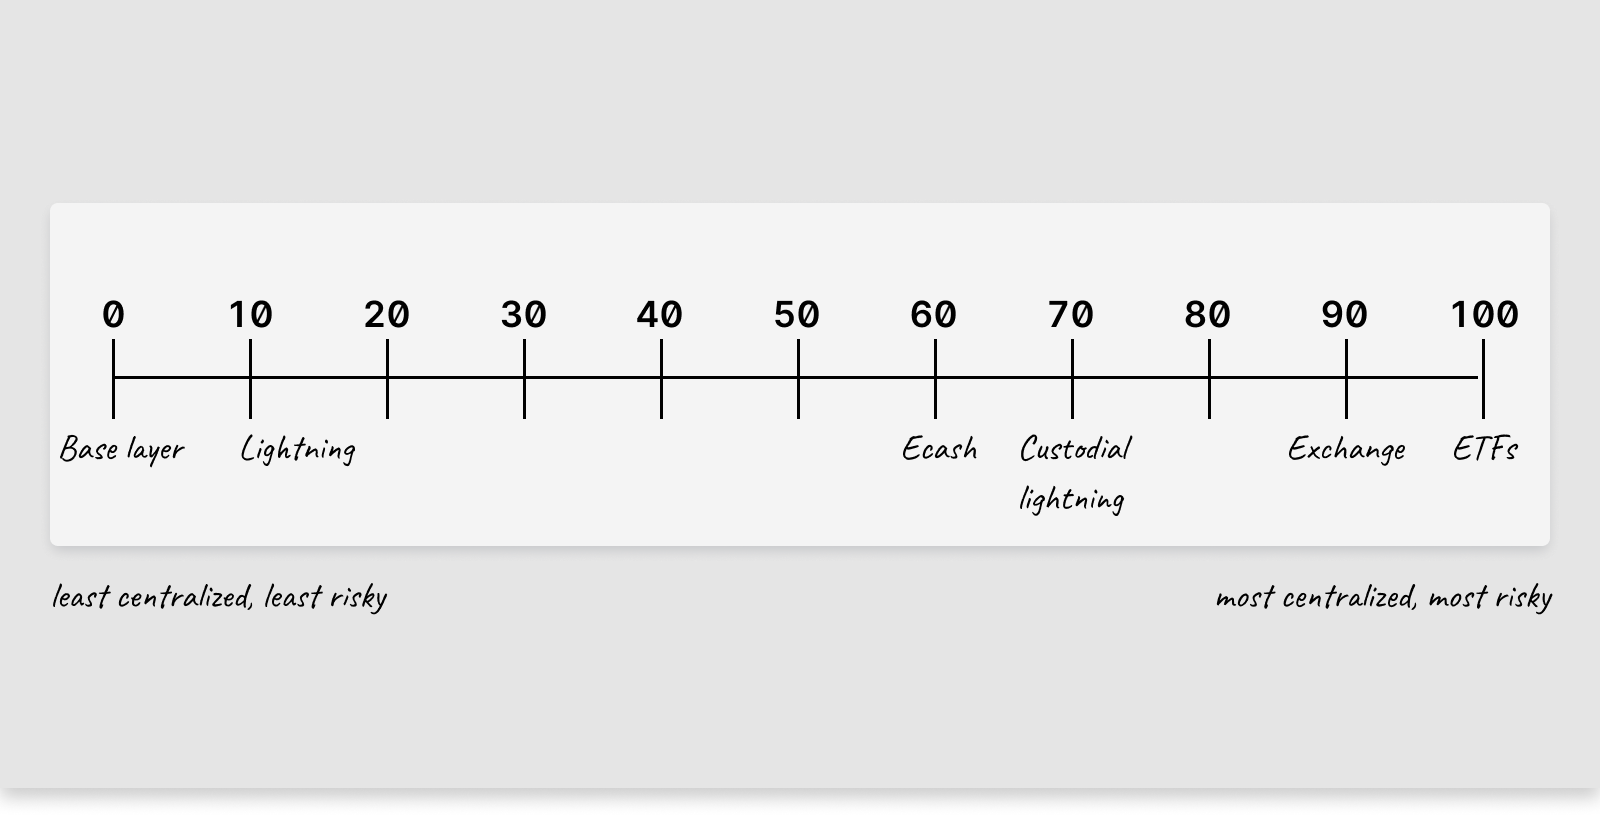 0 10 20 30 40 50 60 70 80 90 100
Base layer Lightning Ecash Custodial Exchange ETFs
lightning
least centralized, least risky most centralized, most risky